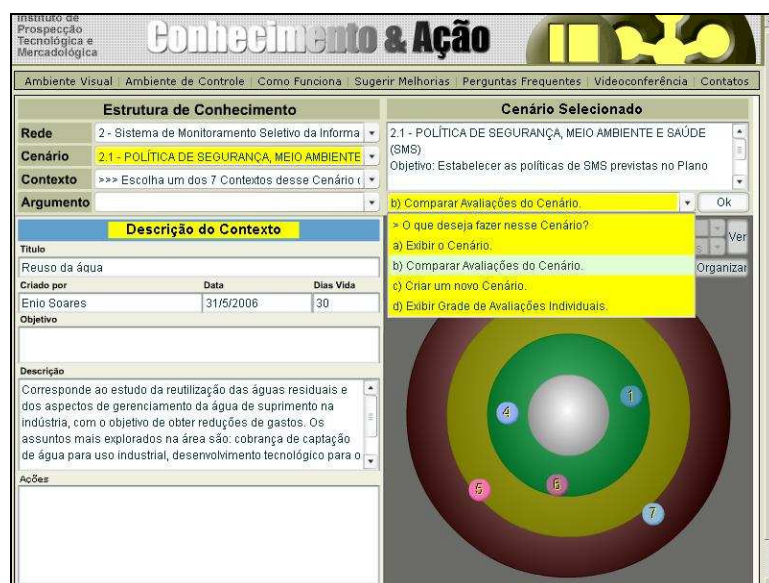 Instituto de
Prospecção
Tecnológica e
Mercadológica
Conhecimento & Ação
Ambiente Visual | Ambiente de Controle | Como Funciona | Sugerir Melhorias | Perguntas Frequentes | Videoconferência | Contatos
Estrutura de Conhecimento
Rede
2 - Sistema de Monitoramento Seletivo da Informa
Cenário
2.1 - POLÍTICA DE SEGURANÇA, MEIO AMBIENTE
Contexto
>>> Escolha um dos 7 Contextos desse Cenário (
Argumento
Cenário Selecionado
2.1 - POLÍTICA DE SEGURANÇA, MEIO AMBIENTE E SAÚDE
(SMS)
Objetivo: Estabelecer as políticas de SMS previstas no Plano
b) Comparar Avaliações do Cenário.
Ok
> O que deseja fazer nesse Cenário?
a) Exibir o Cenário.
b) Comparar Avaliações do Cenário.
c) Criar um novo Cenário.
d) Exibir Grade de Avaliações Individuais.
Ver
Organizar
Descrição do Contexto
Título
Reuso da água
Criado por
Data
Dias Vida
Enio Soares
31/5/2006
30
Objetivo
Descrição
Corresponde ao estudo da reutilização das águas residuais e
dos aspectos de gerenciamento da água de suprimento na
indústria, com o objetivo de obter reduções de gastos. Os
assuntos mais explorados na área são: cobrança de captação
de água para uso industrial, desenvolvimento tecnológico para o
Ações
1
4
5
6
7